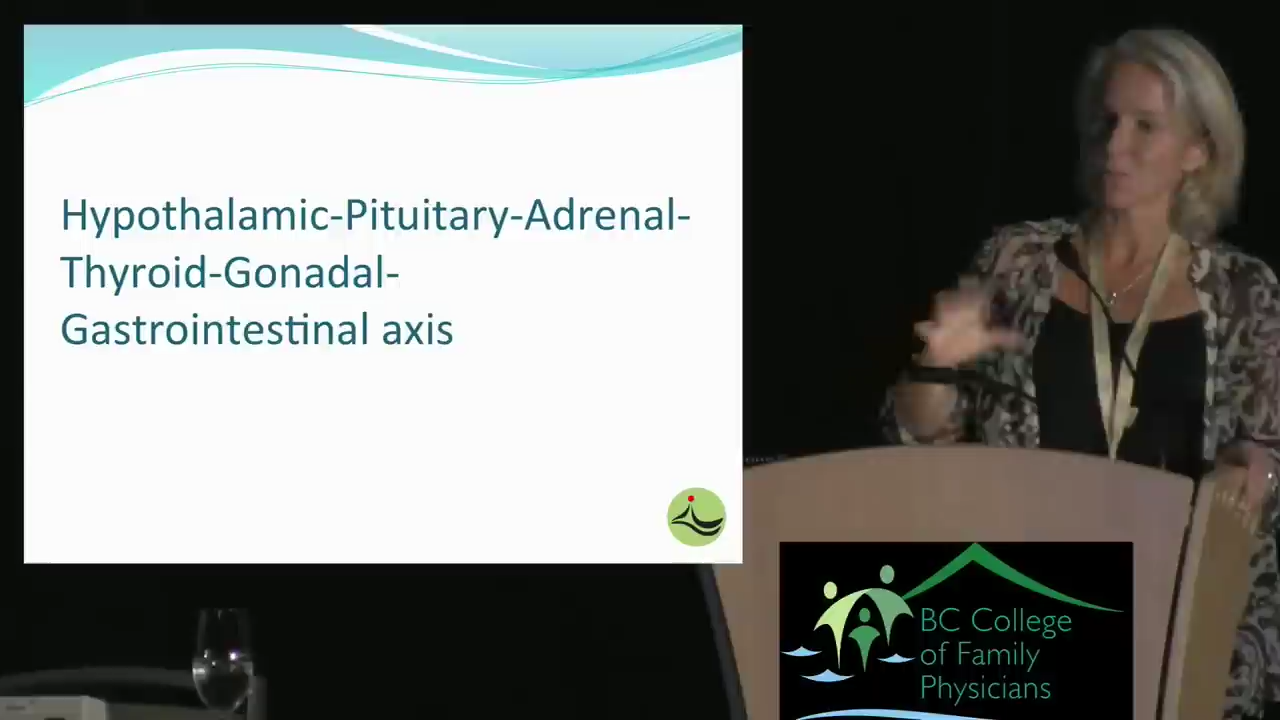 Hypothalamic-Pituitary-Adrenal-
Thyroid-Gonadal-
Gastrointestinal axis
BC College
of Family
Physicians